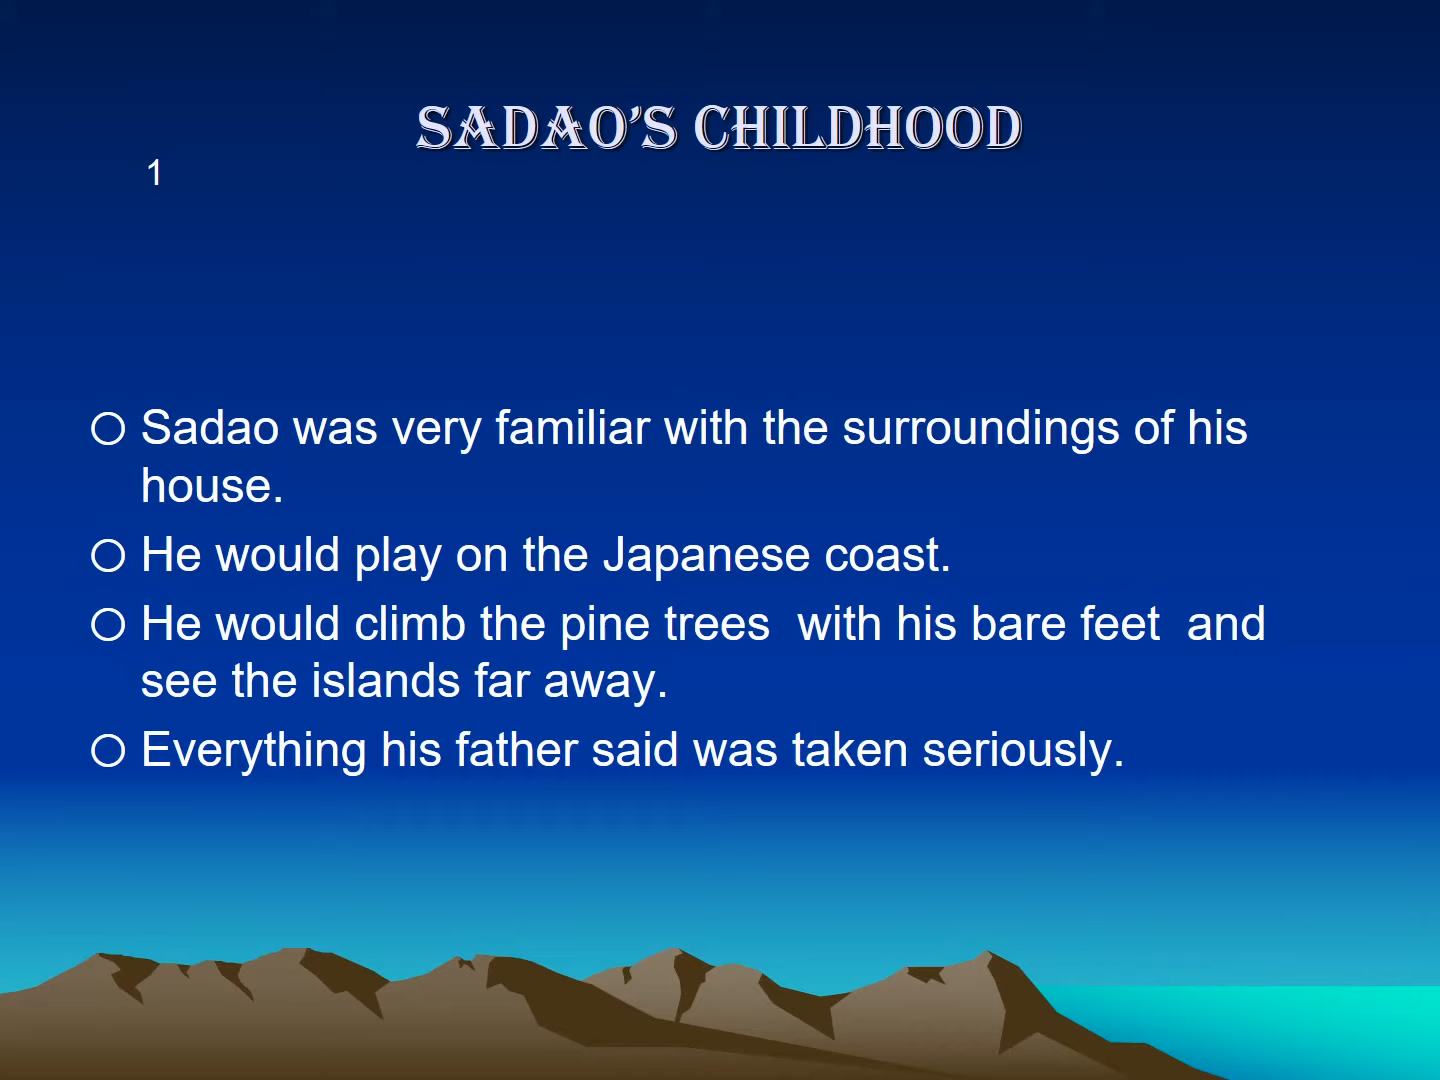 SADAO’S CHILDHOOD
1
Sadao was very familiar with the surroundings of his
house.
He would play on the Japanese coast.
He would climb the pine trees  with his bare feet  and
see the islands far away.
Everything his father said was taken seriously.